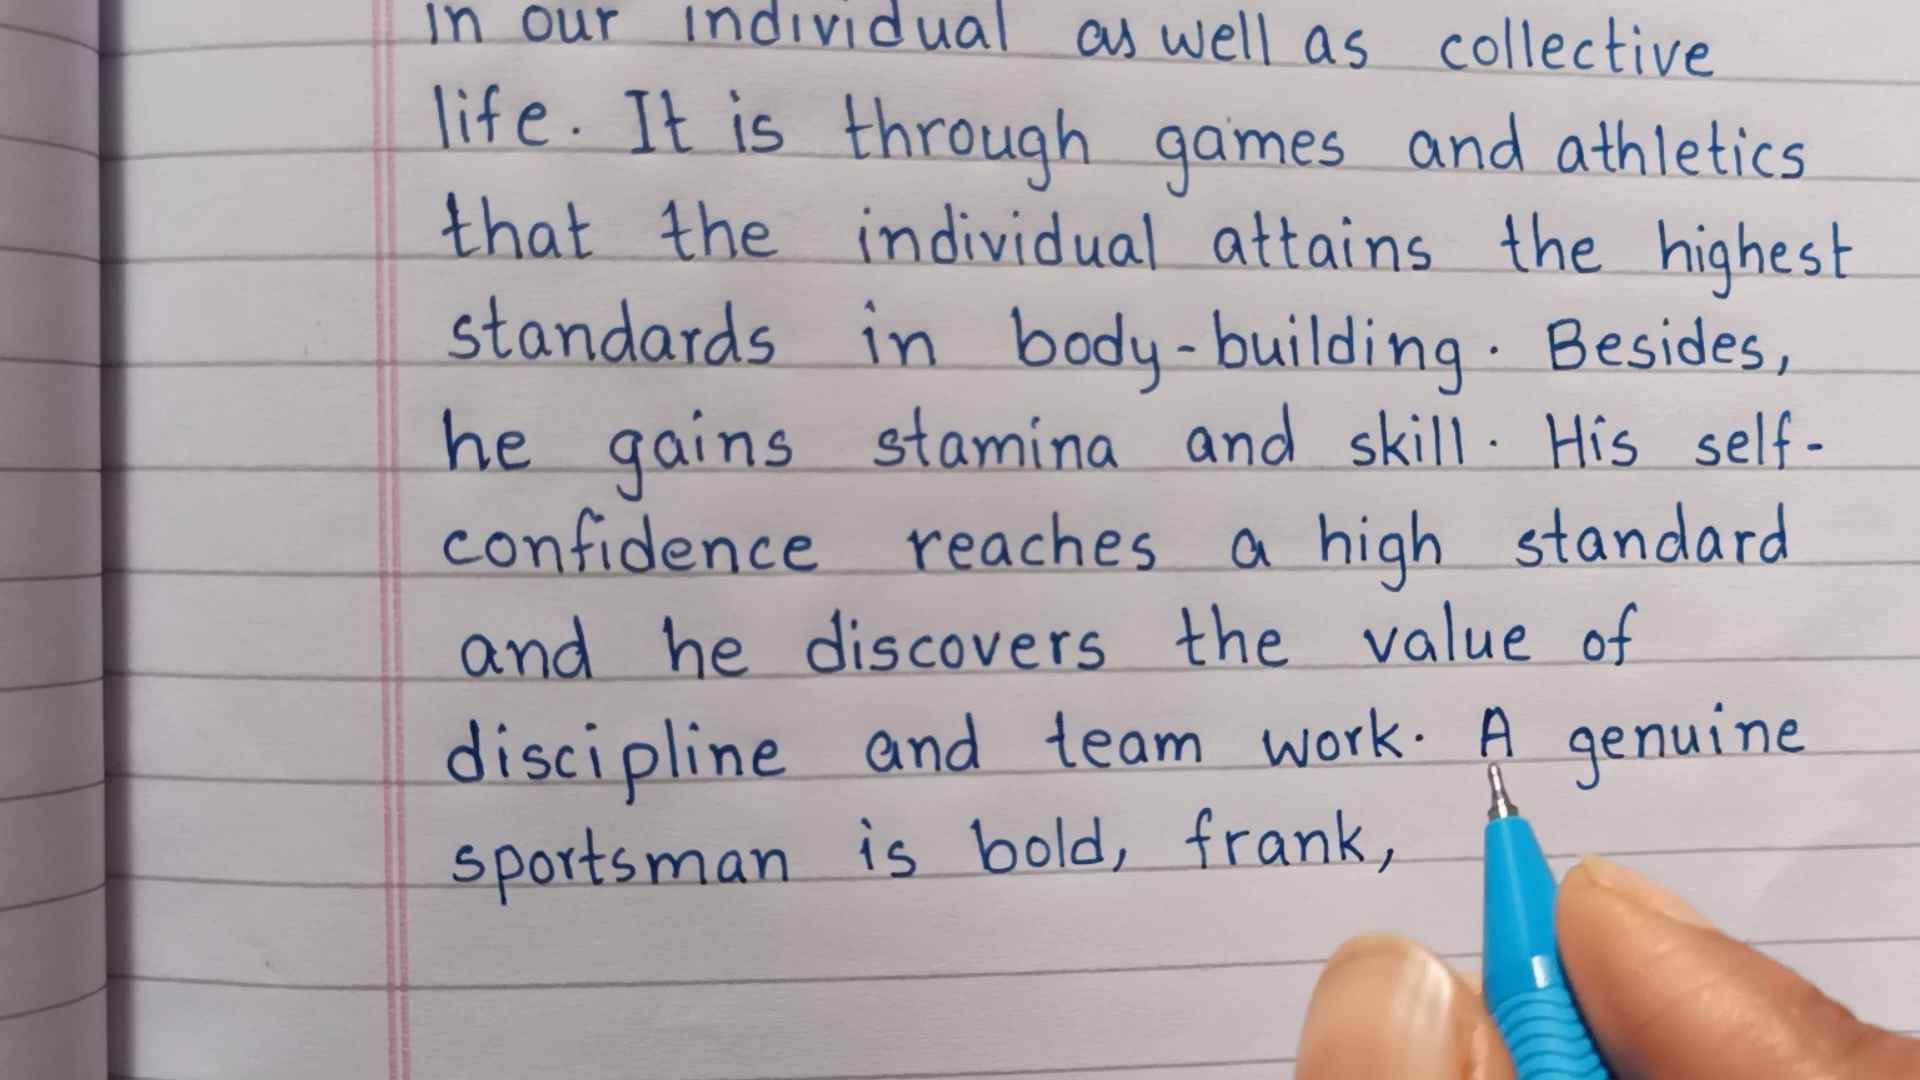 in our individual as well as collective
life. It is through games and athletics
that the individual attains the highest
standards in body-building. Besides,
he gains stamina and skill. His self-
confidence reaches a high standard
and he discovers the value of
discipline and team work. A genuine
sportsman is bold, frank,